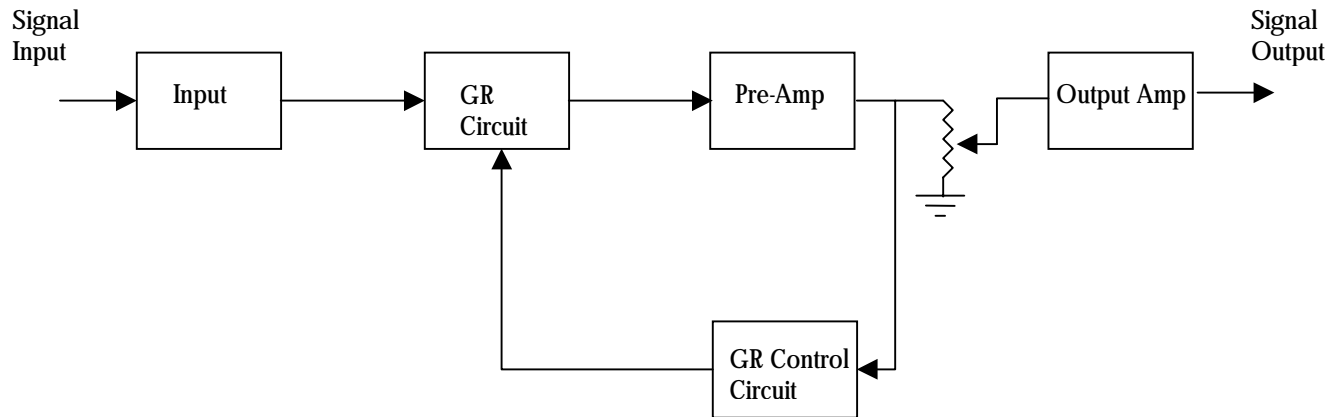 Signal
Input
Input
GR
Circuit
Pre-Amp
Output Amp
Signal
Output
GR Control
Circuit